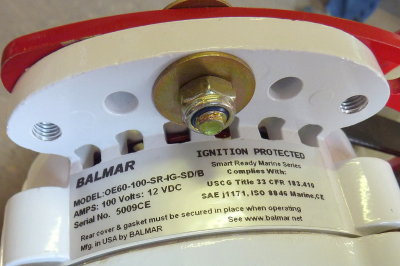 BALMAR
IGNITION PROTECTED
MODEL:OE60-100-SR-IG-SD/B
Smart Ready Marine Series
AMPS: 100 Volts: 12 VDC
Complies With:
Serial No. 5009CE
USCG Title 33 CFR 183.410
SAE j1171, ISO 8846 Marine,CE
Rear cover & gasket must be secured in place when operating
Mfg. in USA by BALMAR
See www.balmar.net